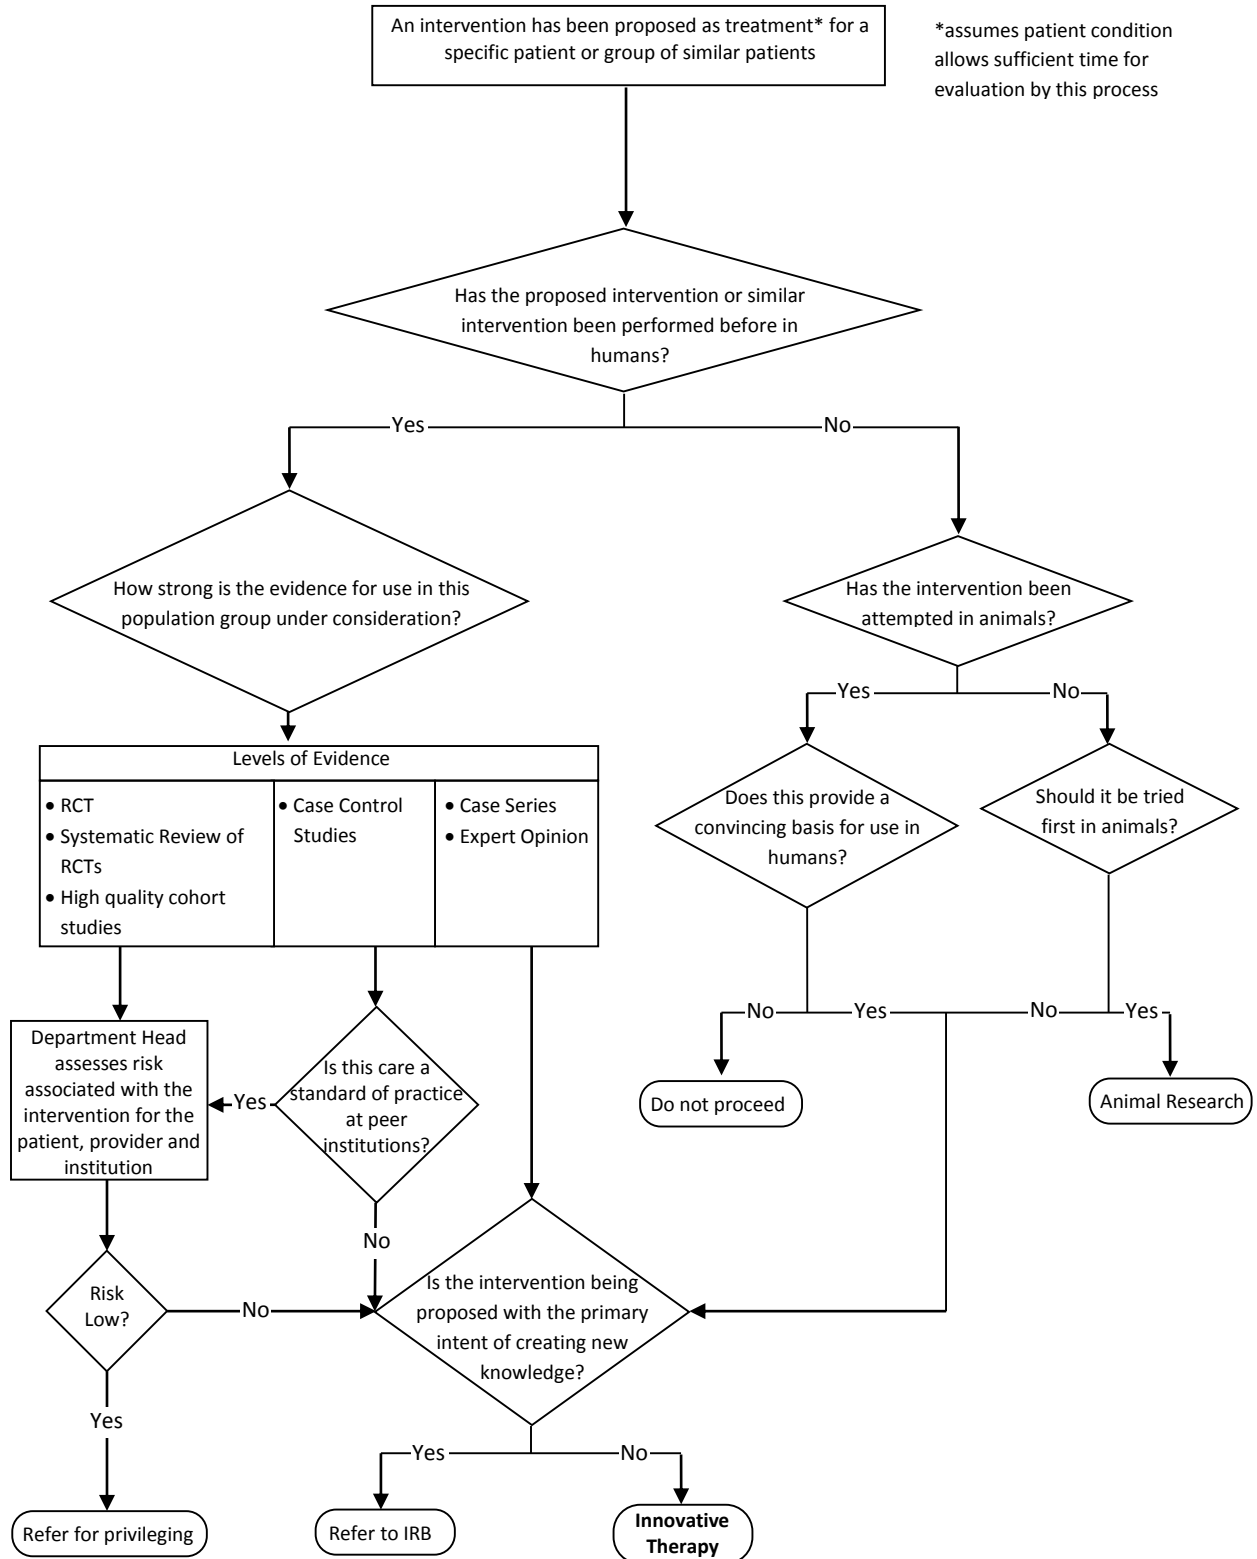 An intervention has been proposed as treatment* for a
specific patient or group of similar patients
*assumes patient condition
allows sufficient time for
evaluation by this process
Has the proposed intervention or similar
intervention been performed before in
humans?
Yes
No
How strong is the evidence for use in this
population group under consideration?
Has the intervention been
attempted in animals?
Yes
No
Levels of Evidence
• RCT
• Systematic Review of
RCTs
• High quality cohort
studies
• Case Control
Studies
• Case Series
• Expert Opinion
Does this provide a
convincing basis for use in
humans?
Should it be tried
first in animals?
No
Yes
No
Yes
Department Head
assesses risk
associated with the
intervention for the
patient, provider and
institution
Yes
Is this care a
standard of practice
at peer
institutions?
Do not proceed
Animal Research
No
Risk
Low?
No
Is the intervention being
proposed with the primary
intent of creating new
knowledge?
Yes
Yes
No
Refer for privileging
Refer to IRB
Innovative
Therapy